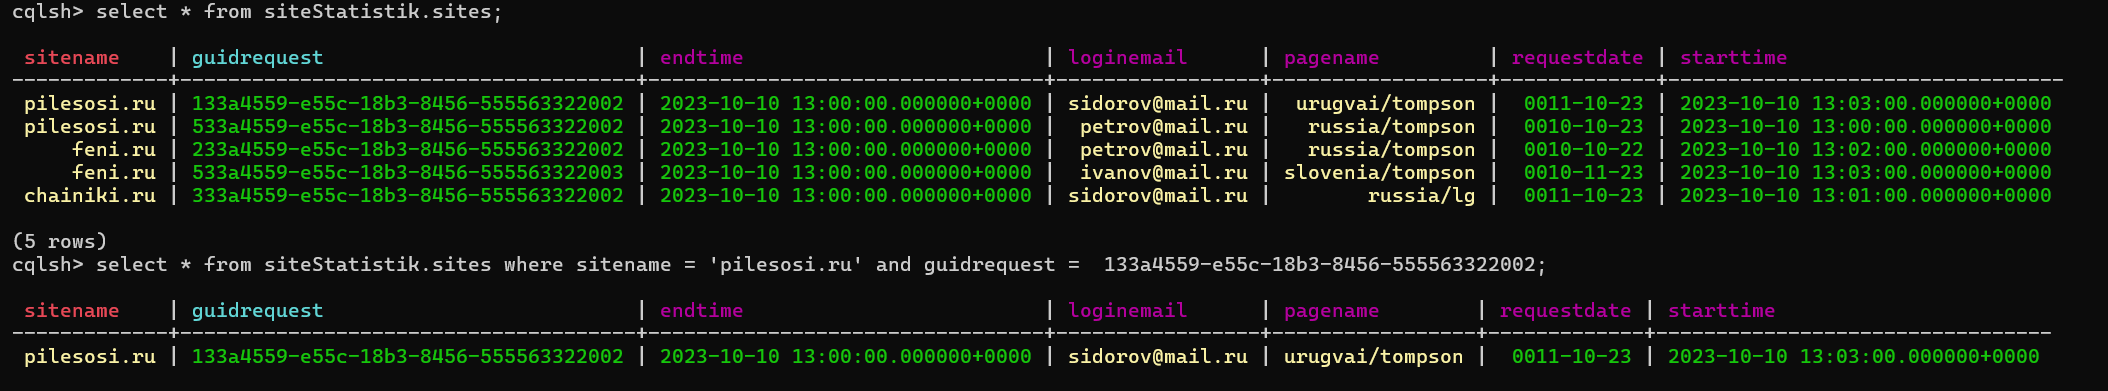 cqlsh> select * from siteStatistik.sites;
sitename | guidrequest | endtime | loginemail | pagename | requestdate | starttime
-------------+--------------------------------------+---------------------------------+-----------------+------------------+-------------+---------------------------------
pilesosi.ru | 133a4559-e55c-18b3-8456-555563322002 | 2023-10-10 13:00:00.000000+0000 | sidorov@mail.ru | urugvai/tompson | 0011-10-23 | 2023-10-10 13:03:00.000000+0000
pilesosi.ru | 533a4559-e55c-18b3-8456-555563322002 | 2023-10-10 13:00:00.000000+0000 | petrov@mail.ru | russia/tompson | 0010-10-23 | 2023-10-10 13:00:00.000000+0000
feni.ru | 233a4559-e55c-18b3-8456-555563322002 | 2023-10-10 13:00:00.000000+0000 | petrov@mail.ru | russia/tompson | 0010-10-22 | 2023-10-10 13:02:00.000000+0000
feni.ru | 533a4559-e55c-18b3-8456-555563322003 | 2023-10-10 13:00:00.000000+0000 | ivanov@mail.ru | slovenia/tompson | 0010-11-23 | 2023-10-10 13:03:00.000000+0000
chainiki.ru | 333a4559-e55c-18b3-8456-555563322002 | 2023-10-10 13:00:00.000000+0000 | sidorov@mail.ru | russia/lg | 0011-10-23 | 2023-10-10 13:01:00.000000+0000
(5 rows)
cqlsh> select * from siteStatistik.sites where sitename = 'pilesosi.ru' and guidrequest =  133a4559-e55c-18b3-8456-555563322002;
sitename | guidrequest | endtime | loginemail | pagename | requestdate | starttime
-------------+--------------------------------------+---------------------------------+-----------------+-----------------+-------------+---------------------------------
pilesosi.ru | 133a4559-e55c-18b3-8456-555563322002 | 2023-10-10 13:00:00.000000+0000 | sidorov@mail.ru | urugvai/tompson | 0011-10-23 | 2023-10-10 13:03:00.000000+0000